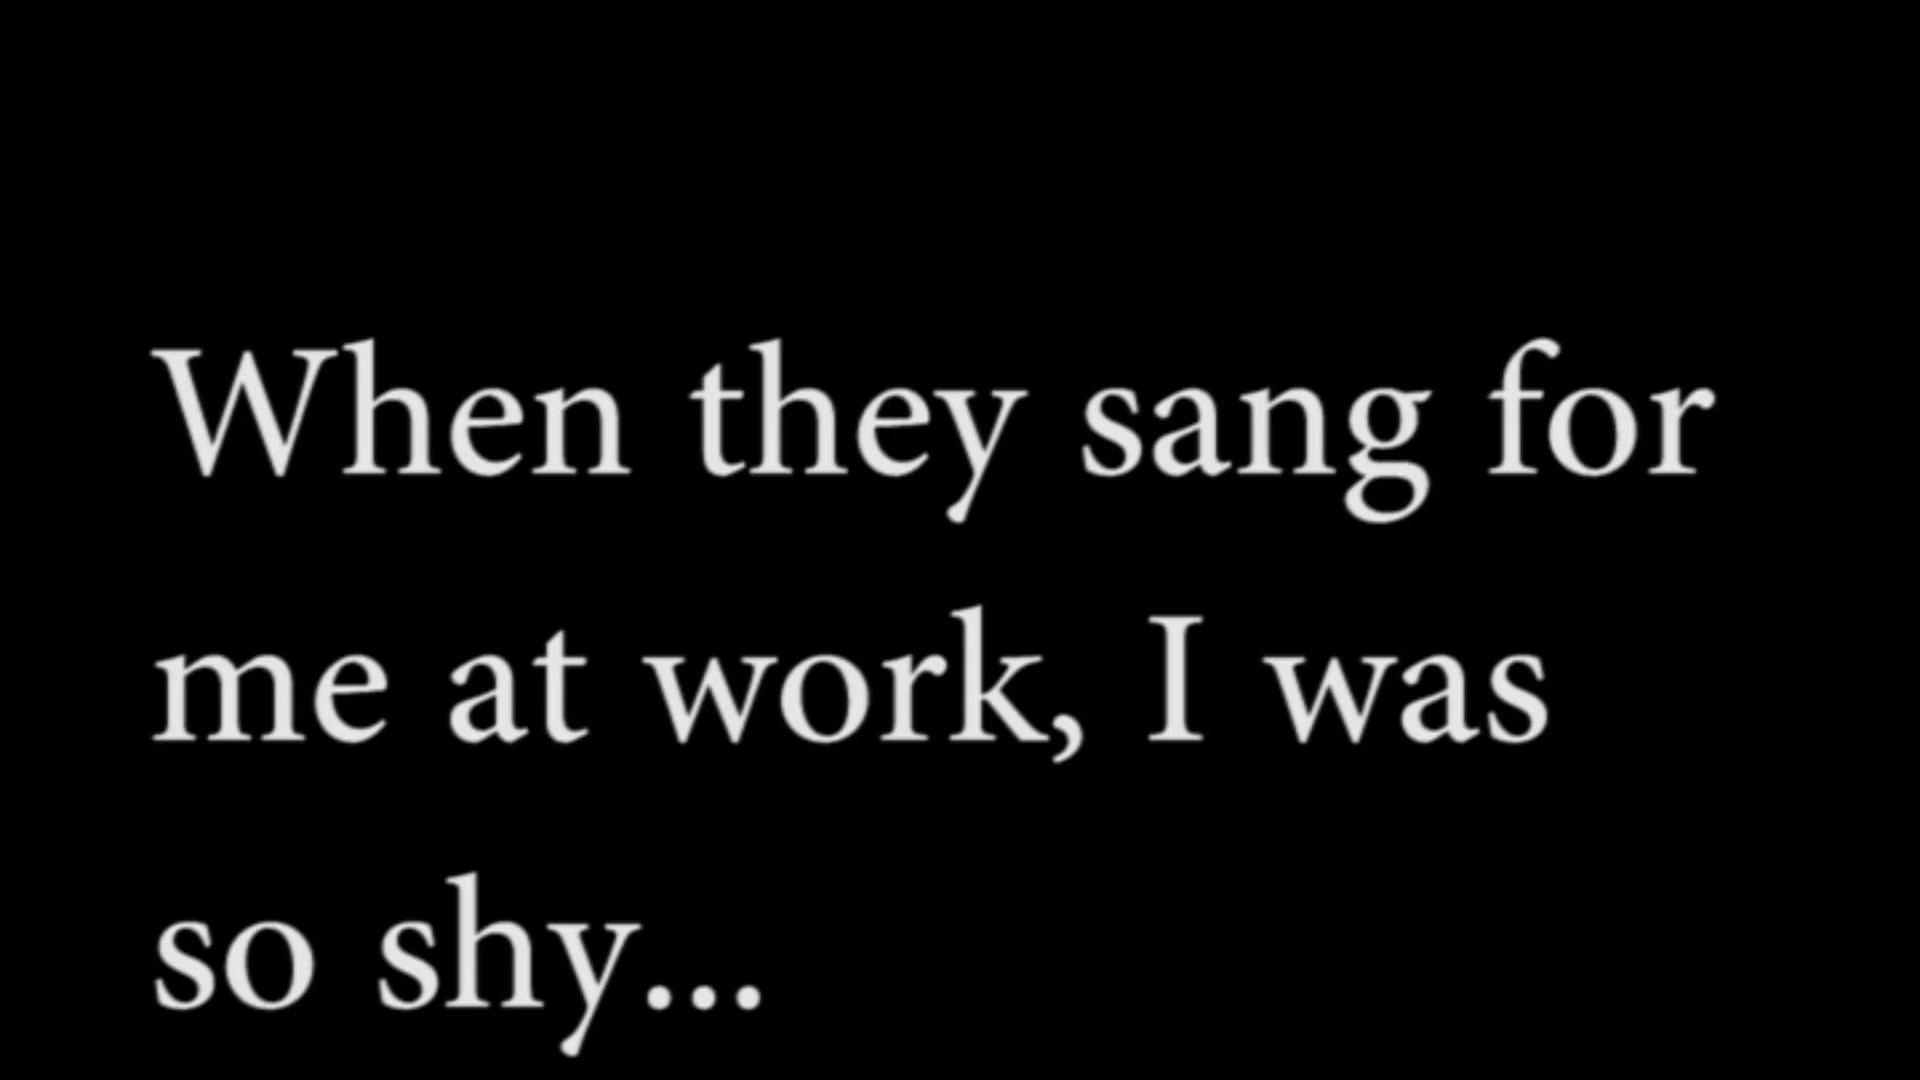 When they sang for
me at work, I was
so shy...